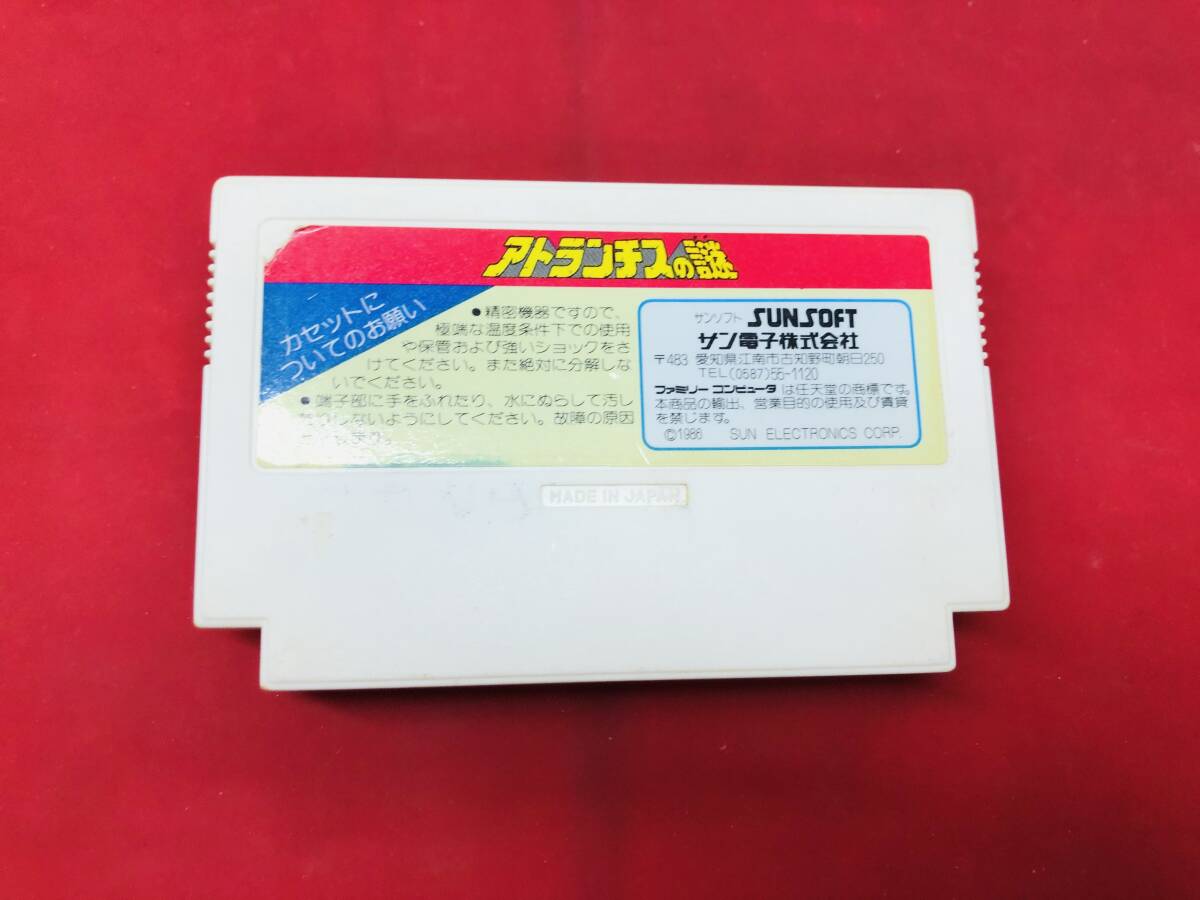 アトランチスの謎
カセットに
ついてのお願い
●精密機器ですので、
極端な温度条件下での使用
や保管および強いショックをさ
けてください。また絶対に分解しな
いでください。
●端子部に手をふれたり、水にぬらして汚し
しないようにしてください。故障の原因
サンソフト SUNSOFT
サン電子株式会社
〒483 愛知県江南市古知野町朝日250
TEL(0587)55-1120
ファミリーコンピュータは任天堂の商標です。
本商品の輸出、営業目的の使用及び賃貸
を禁じます。
©1986 SUN ELECTRONICS CORP.
MADE IN JAPAN